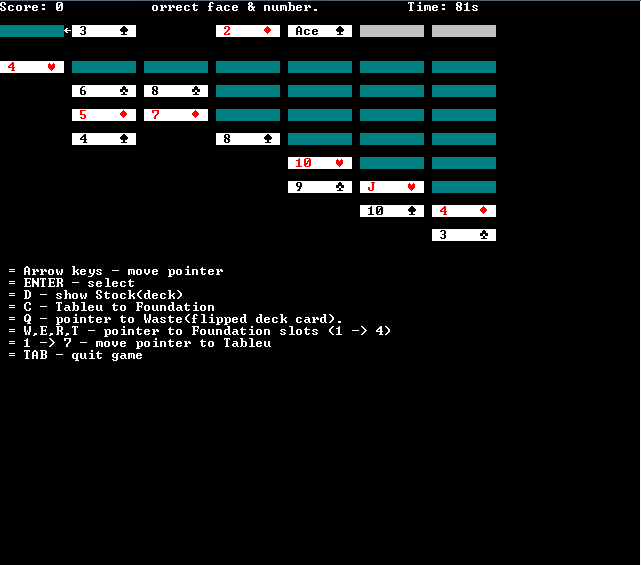 Score: 0 orrect face & number. Time: 81s
← 3 ♠ 2 ♦ Ace ♠
4 ♥
6 ♣ 8 ♣
5 ♦ 7 ♦
4 ♠ 8 ♠
10 ♥
9 ♣ J ♥
10 ♠ 4 ♦
3 ♣
= Arrow keys - move pointer
= ENTER - select
= D - show Stock(deck)
= C - Tableu to Foundation
= Q - pointer to Waste(flipped deck card).
= W,E,R,T - pointer to Foundation slots (1 -> 4)
= 1 -> 7 - move pointer to Tableu
= TAB - quit game